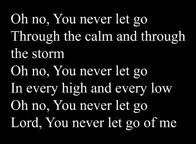 Oh no, You never let go
Through the calm and through
the storm
Oh no, You never let go
In every high and every low
Oh no, You never let go
Lord, You never let go of me